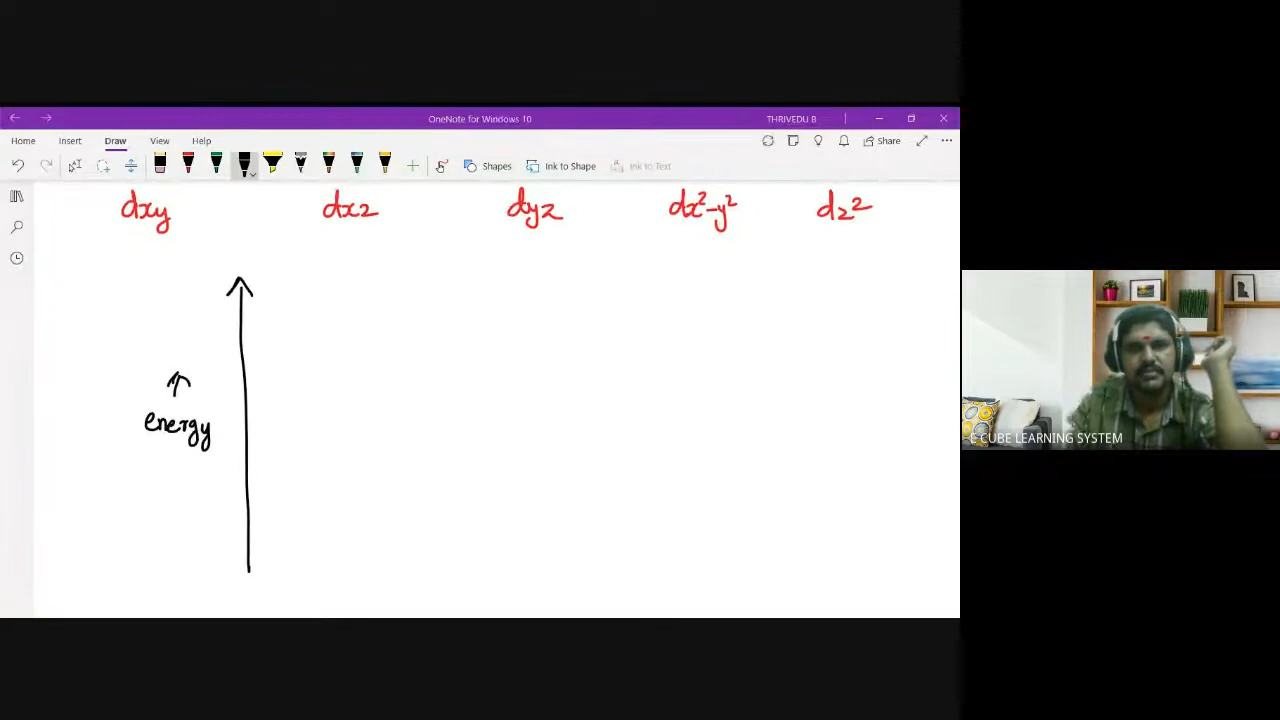 OneNote for Windows 10
THRIVEDU B
Home Insert Draw View Help
Share
Shapes Ink to Shape Ink to Text
dxy dxz dyz dx²-y² dz²
energy
E CUBE LEARNING SYSTEM